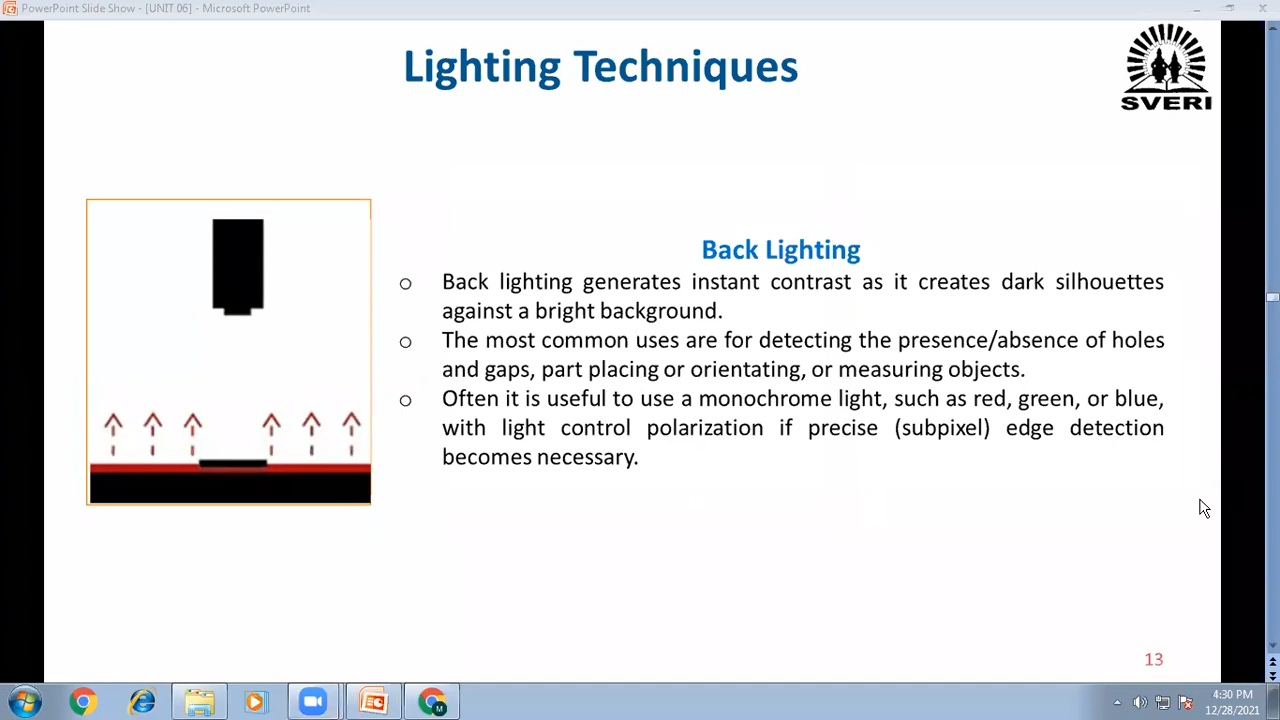 PowerPoint Slide Show - [UNIT 06] - Microsoft PowerPoint
Lighting Techniques
SVERI
Back Lighting
o Back lighting generates instant contrast as it creates dark silhouettes
against a bright background.
o The most common uses are for detecting the presence/absence of holes
and gaps, part placing or orientating, or measuring objects.
o Often it is useful to use a monochrome light, such as red, green, or blue,
with light control polarization if precise (subpixel) edge detection
becomes necessary.
13
M
4:30 PM
12/28/2021